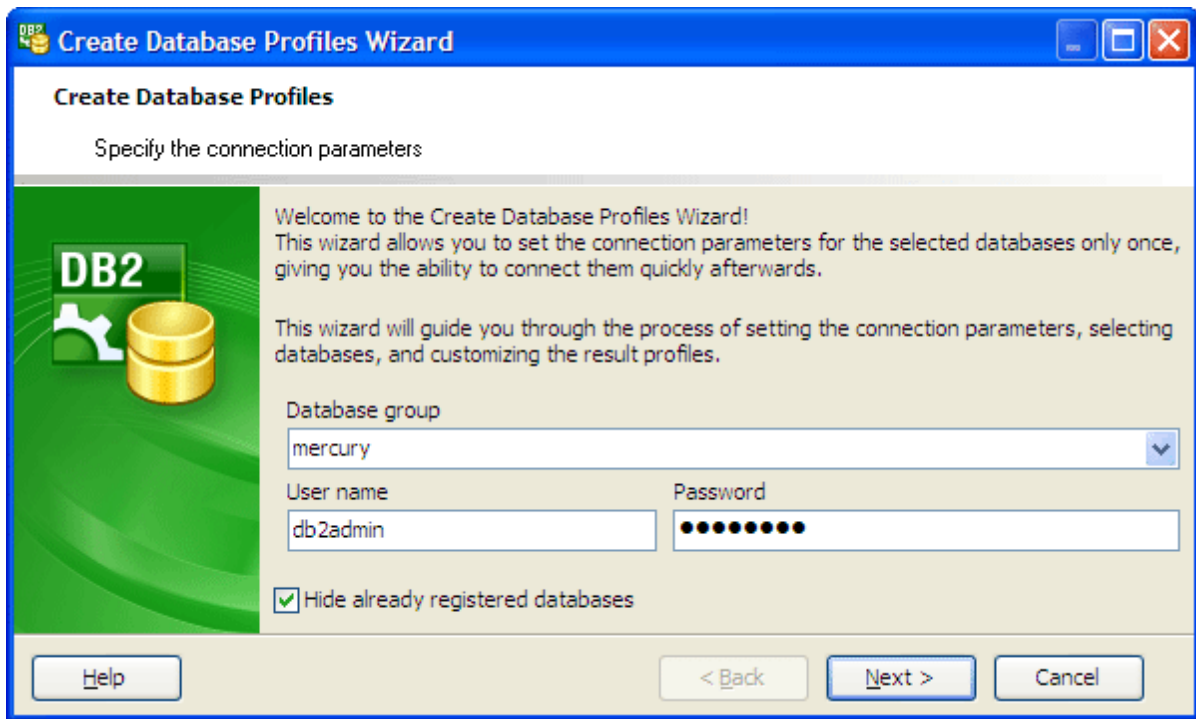 Create Database Profiles Wizard
Create Database Profiles
Specify the connection parameters
DB2
Welcome to the Create Database Profiles Wizard!
This wizard allows you to set the connection parameters for the selected databases only once,
giving you the ability to connect them quickly afterwards.
This wizard will guide you through the process of setting the connection parameters, selecting
databases, and customizing the result profiles.
Database group
mercury
User name
Password
db2admin
●●●●●●●●
Hide already registered databases
Help
< Back
Next >
Cancel